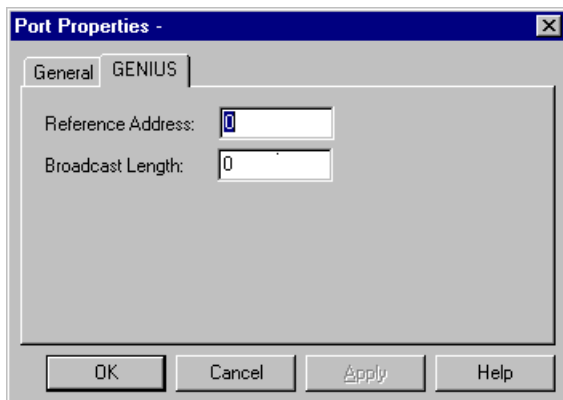 Port Properties -
General GENIUS
Reference Address: 0
Broadcast Length: 0
OK Cancel Apply Help